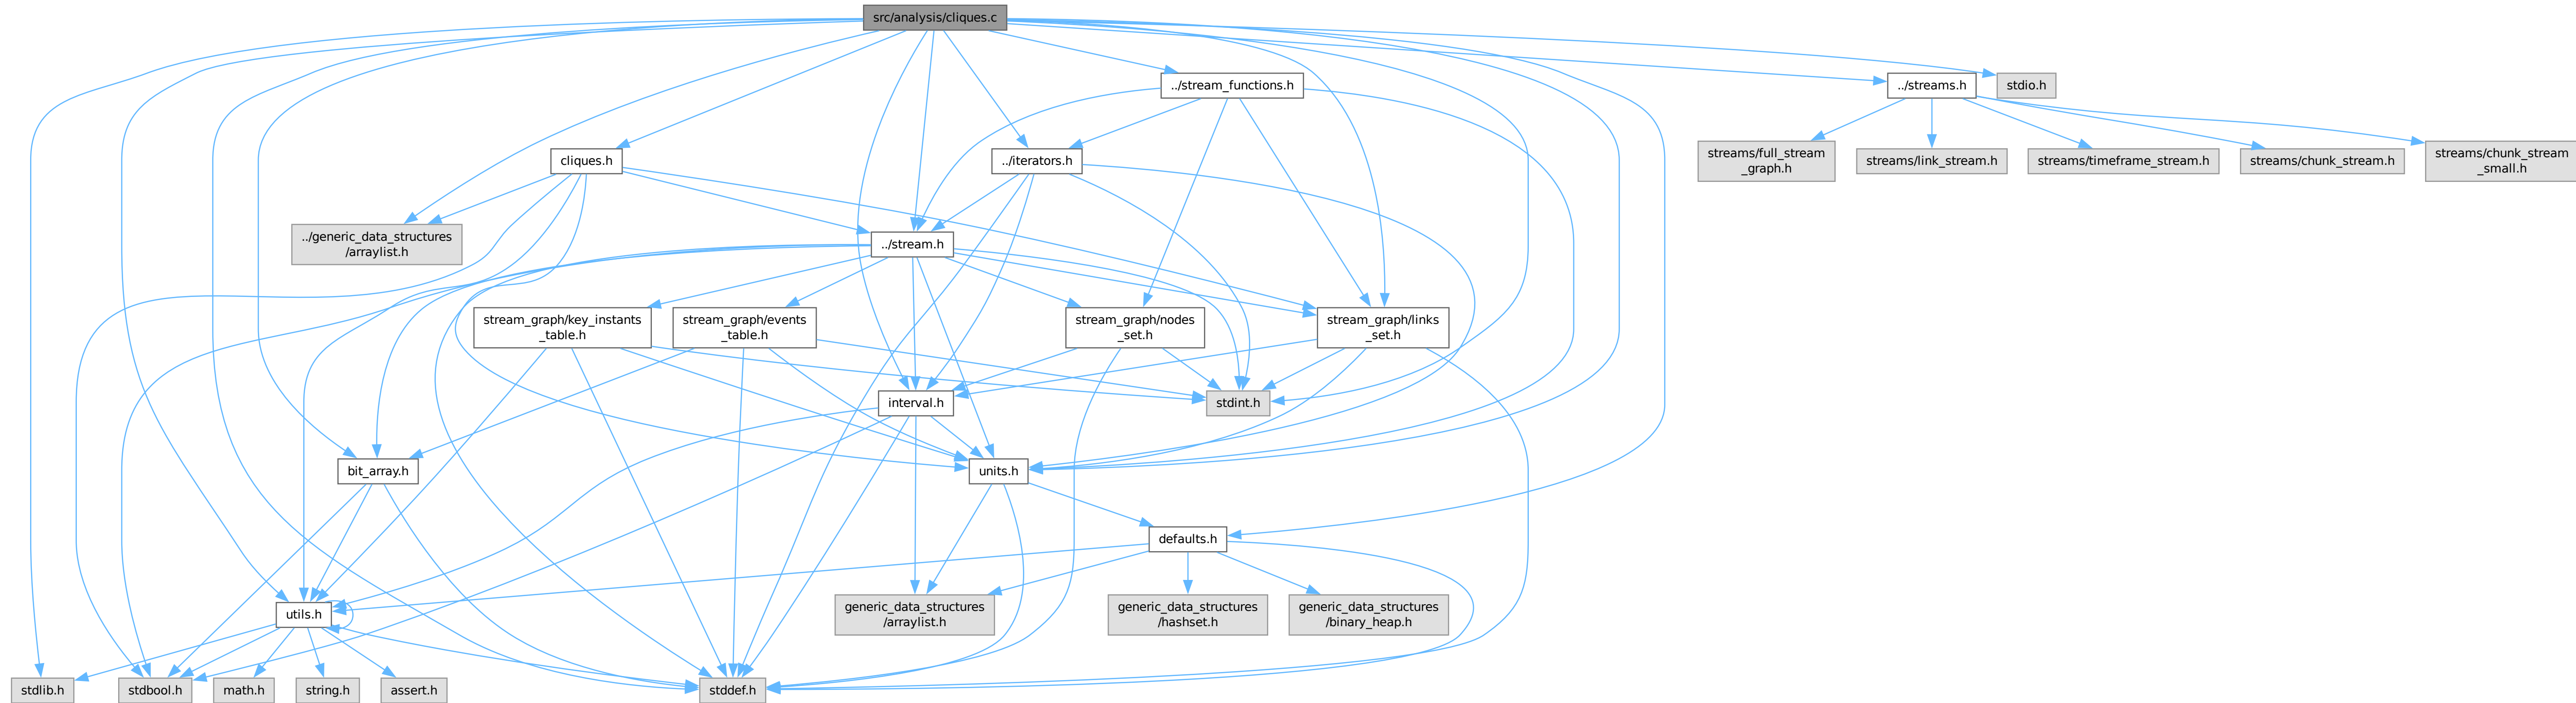 src/analysis/cliques.c
../stream_functions.h
../streams.h
stdio.h
cliques.h
../iterators.h
streams/full_stream
_graph.h
streams/link_stream.h
streams/timeframe_stream.h
streams/chunk_stream.h
streams/chunk_stream
_small.h
../generic_data_structures
/arraylist.h
../stream.h
stream_graph/key_instants
_table.h
stream_graph/events
_table.h
stream_graph/nodes
_set.h
stream_graph/links
_set.h
interval.h
stdint.h
bit_array.h
units.h
defaults.h
utils.h
generic_data_structures
/arraylist.h
generic_data_structures
/hashset.h
generic_data_structures
/binary_heap.h
stdlib.h
stdbool.h
math.h
string.h
assert.h
stddef.h